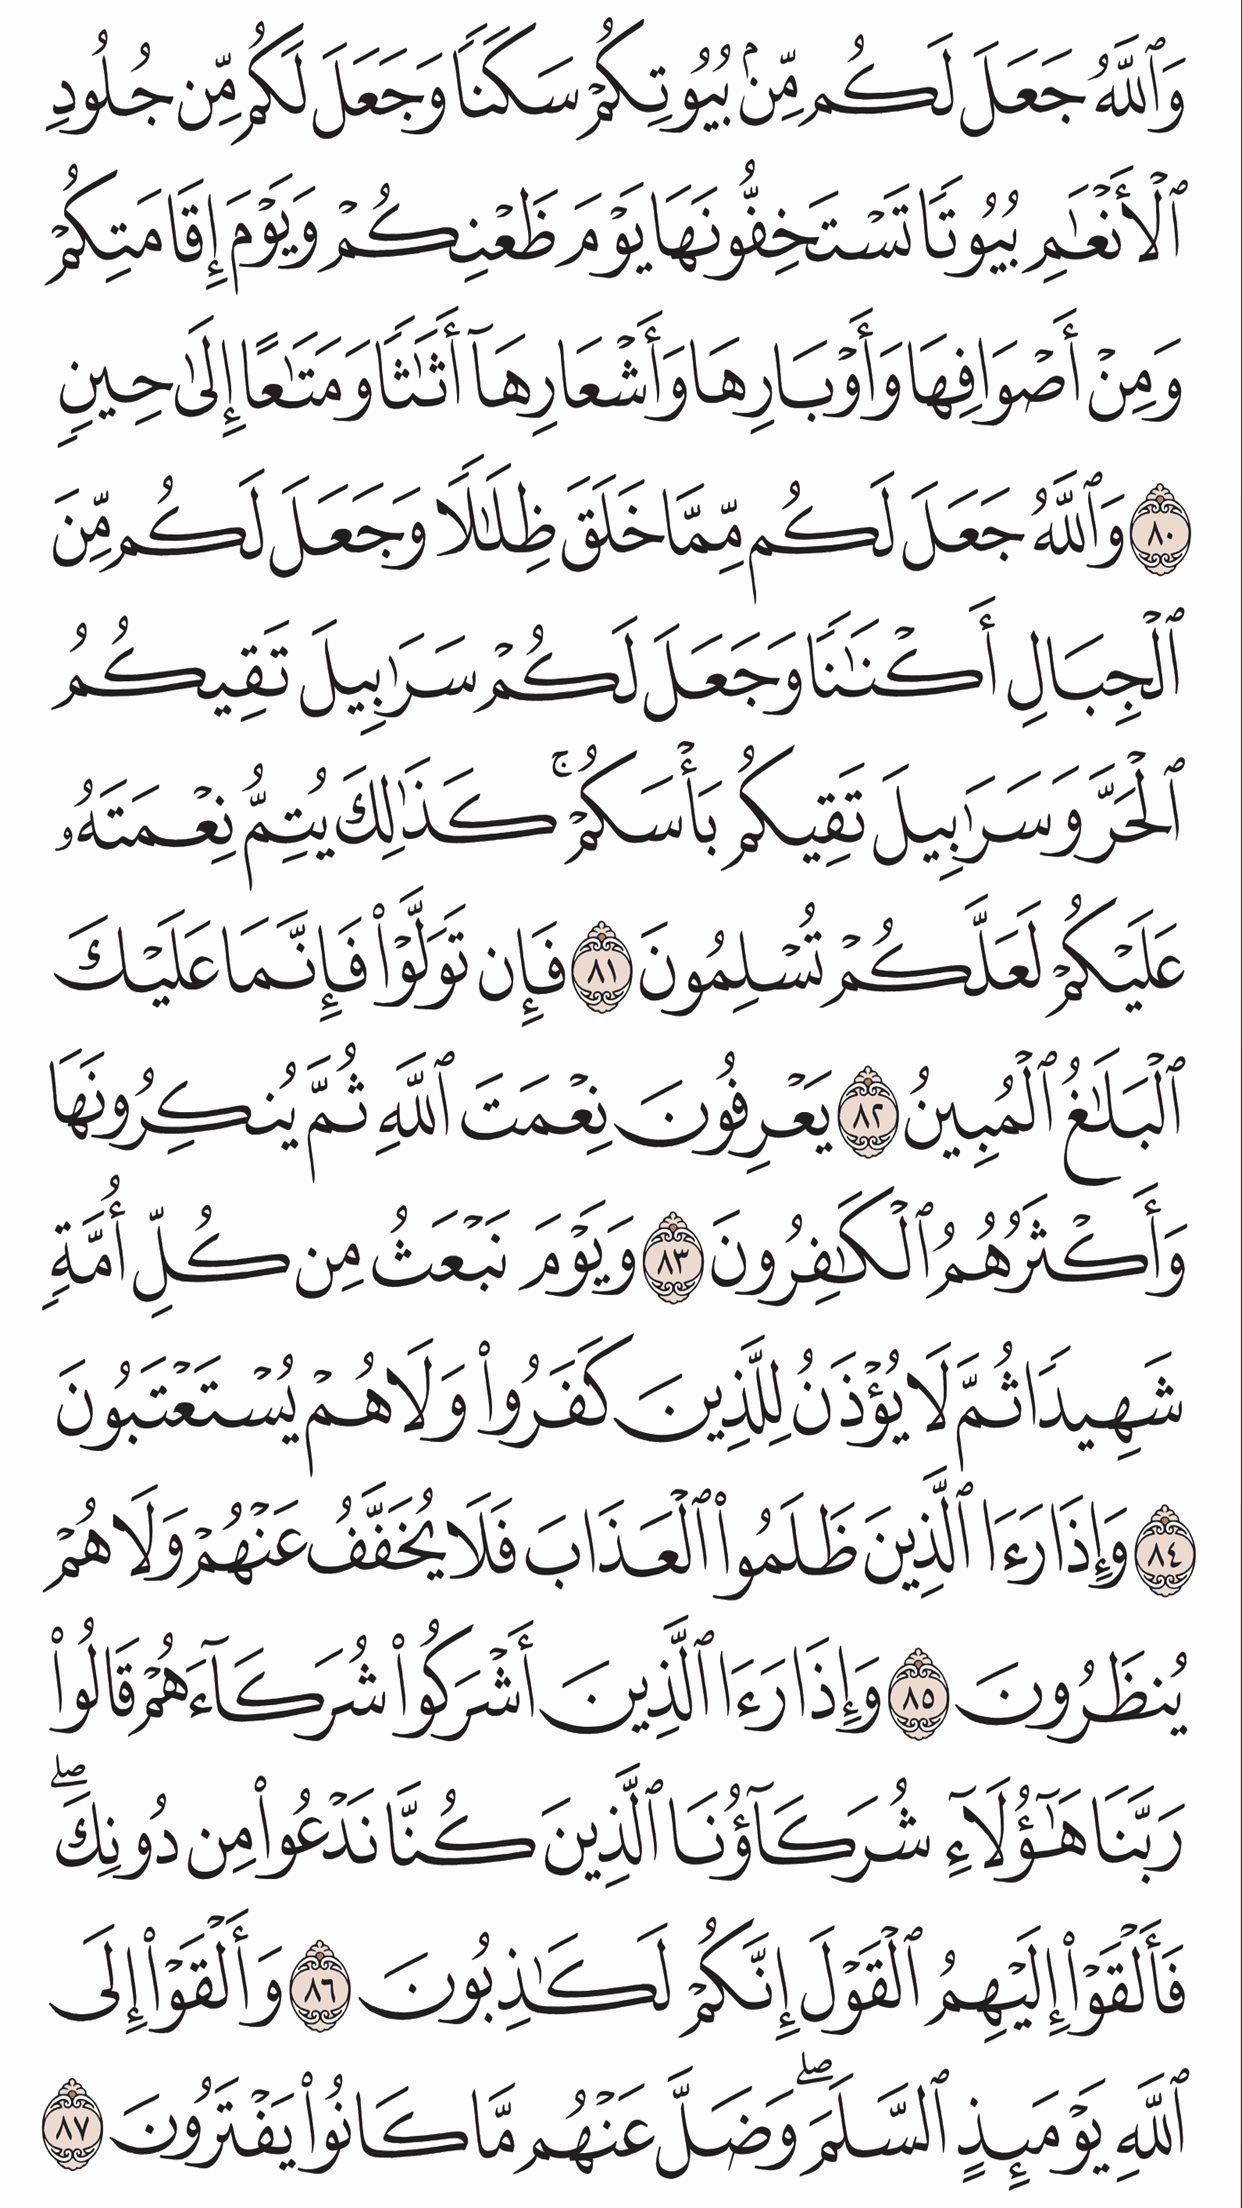 وَٱللَّهُ جَعَلَ لَكُم مِّنۢ بُيُوتِكُمْ سَكَنًا وَجَعَلَ لَكُم مِّن جُلُودِ
ٱلْأَنْعَٰمِ بُيُوتًا تَسْتَخِفُّونَهَا يَوْمَ ظَعْنِكُمْ وَيَوْمَ إِقَامَتِكُمْ
وَمِنْ أَصْوَافِهَا وَأَوْبَارِهَا وَأَشْعَارِهَآ أَثَٰثًا وَمَتَٰعًا إِلَىٰ حِينٍ
٨٠ وَٱللَّهُ جَعَلَ لَكُم مِّمَّا خَلَقَ ظِلَٰلًا وَجَعَلَ لَكُم مِّنَ
ٱلْجِبَالِ أَكْنَٰنًا وَجَعَلَ لَكُمْ سَرَٰبِيلَ تَقِيكُمُ
ٱلْحَرَّ وَسَرَٰبِيلَ تَقِيكُم بَأْسَكُمْ ۚ كَذَٰلِكَ يُتِمُّ نِعْمَتَهُۥ
عَلَيْكُمْ لَعَلَّكُمْ تُسْلِمُونَ ٨١ فَإِن تَوَلَّوْا۟ فَإِنَّمَا عَلَيْكَ
ٱلْبَلَٰغُ ٱلْمُبِينُ ٨٢ يَعْرِفُونَ نِعْمَتَ ٱللَّهِ ثُمَّ يُنكِرُونَهَا
وَأَكْثَرُهُمُ ٱلْكَٰفِرُونَ ٨٣ وَيَوْمَ نَبْعَثُ مِن كُلِّ أُمَّةٍ
شَهِيدًا ثُمَّ لَا يُؤْذَنُ لِلَّذِينَ كَفَرُوا۟ وَلَا هُمْ يُسْتَعْتَبُونَ
٨٤ وَإِذَا رَءَا ٱلَّذِينَ ظَلَمُوا۟ ٱلْعَذَابَ فَلَا يُخَفَّفُ عَنْهُمْ وَلَا هُمْ
يُنظَرُونَ ٨٥ وَإِذَا رَءَا ٱلَّذِينَ أَشْرَكُوا۟ شُرَكَآءَهُمْ قَالُوا۟
رَبَّنَا هَٰٓؤُلَآءِ شُرَكَآؤُنَا ٱلَّذِينَ كُنَّا نَدْعُوا۟ مِن دُونِكَ ۖ
فَأَلْقَوْا۟ إِلَيْهِمُ ٱلْقَوْلَ إِنَّكُمْ لَكَٰذِبُونَ ٨٦ وَأَلْقَوْا۟ إِلَى
ٱللَّهِ يَوْمَئِذٍ ٱلسَّلَمَ ۖ وَضَلَّ عَنْهُم مَّا كَانُوا۟ يَفْتَرُونَ ٨٧